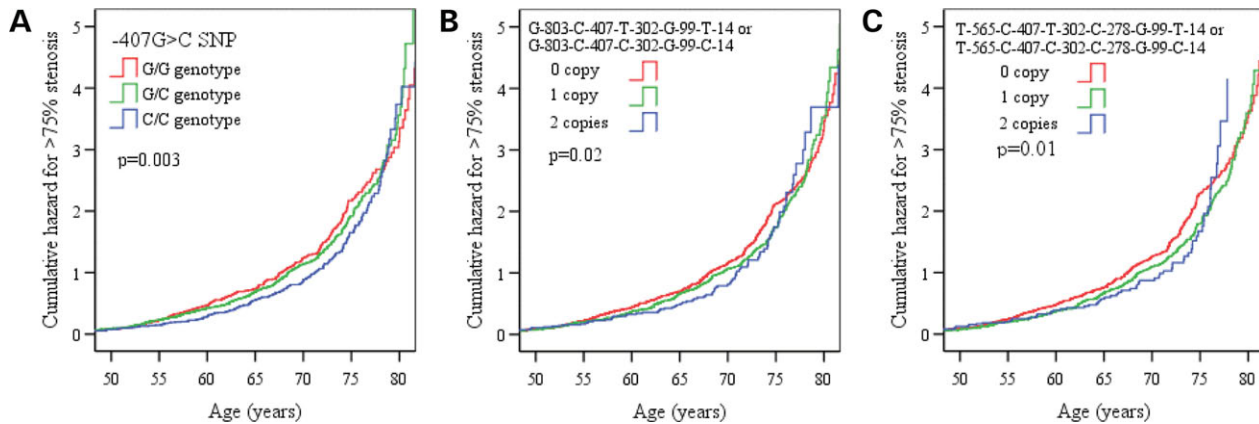 A
Cumulative hazard for >75% stenosis
5
4
3
2
1
0
-407G>C SNP
G/G genotype
G/C genotype
C/C genotype
p=0.003
50 55 60 65 70 75 80
Age (years)
B
Cumulative hazard for >75% stenosis
5
4
3
2
1
0
G-803-C-407-T-302-G-99-T-14 or
G-803-C-407-C-302-G-99-C-14
0 copy
1 copy
2 copies
p=0.02
50 55 60 65 70 75 80
Age (years)
C
Cumulative hazard for >75% stenosis
5
4
3
2
1
0
T-565-C-407-T-302-C-278-G-99-T-14 or
T-565-C-407-C-302-C-278-G-99-C-14
0 copy
1 copy
2 copies
p=0.01
50 55 60 65 70 75 80
Age (years)